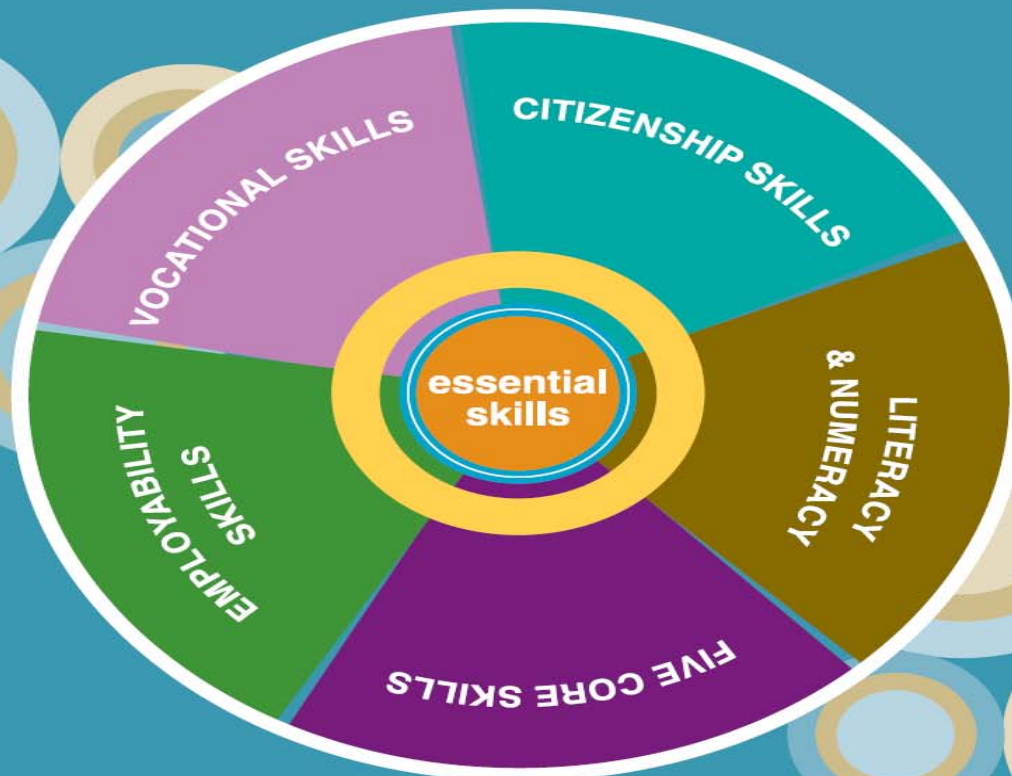 VOCATIONAL SKILLS
CITIZENSHIP SKILLS
LITERACY
& NUMERACY
FIVE CORE SKILLS
EMPLOYABILITY
SKILLS
essential
skills